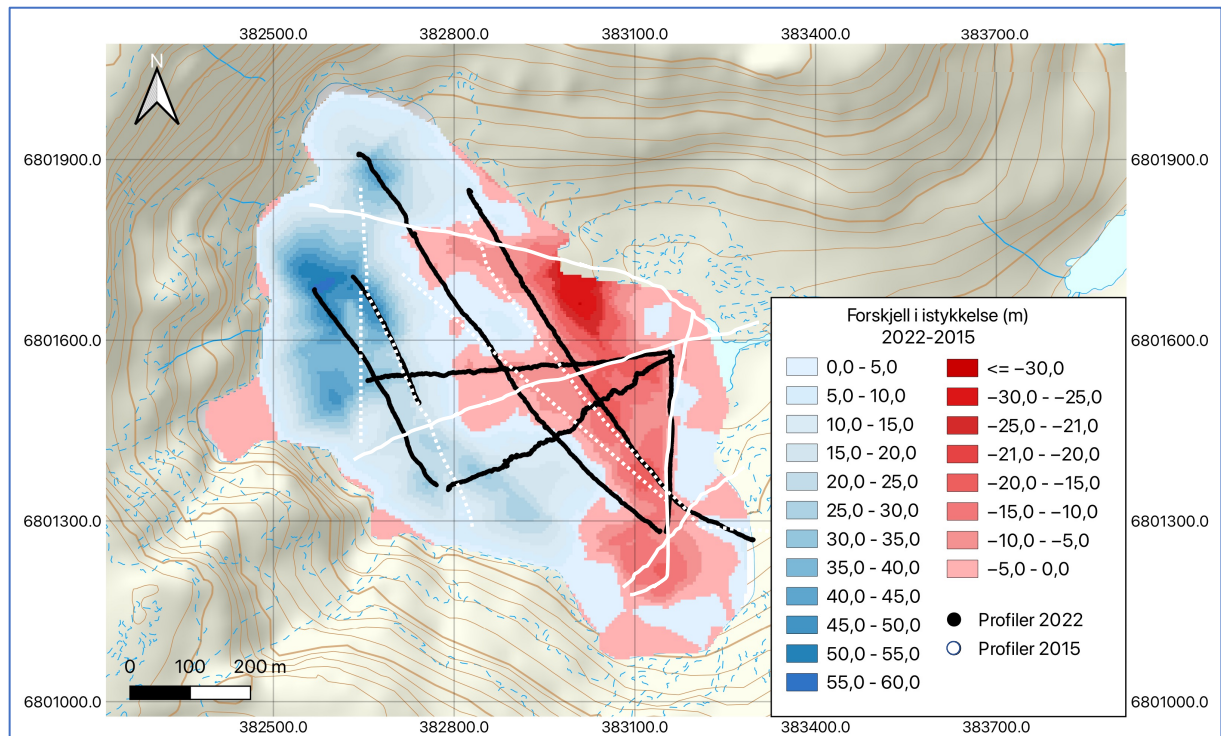 382500.0 382800.0 383100.0 383400.0 383700.0
N
6801900.0 6801900.0
6801600.0
6801300.0 6801300.0
6801000.0 6801000.0
Forskjell i istykkelse (m)
2022-2015
0,0 - 5,0 <= −30,0
5,0 - 10,0 −30,0 - −25,0
10,0 - 15,0 −25,0 - −21,0
15,0 - 20,0 −21,0 - −20,0
20,0 - 25,0 −20,0 - −15,0
25,0 - 30,0 −15,0 - −10,0
30,0 - 35,0 −10,0 - −5,0
35,0 - 40,0 −5,0 - 0,0
40,0 - 45,0
45,0 - 50,0 Profiler 2022
50,0 - 55,0 Profiler 2015
55,0 - 60,0
0 100 200 m
382500.0 382800.0 383100.0 383400.0 383700.0
6801600.0